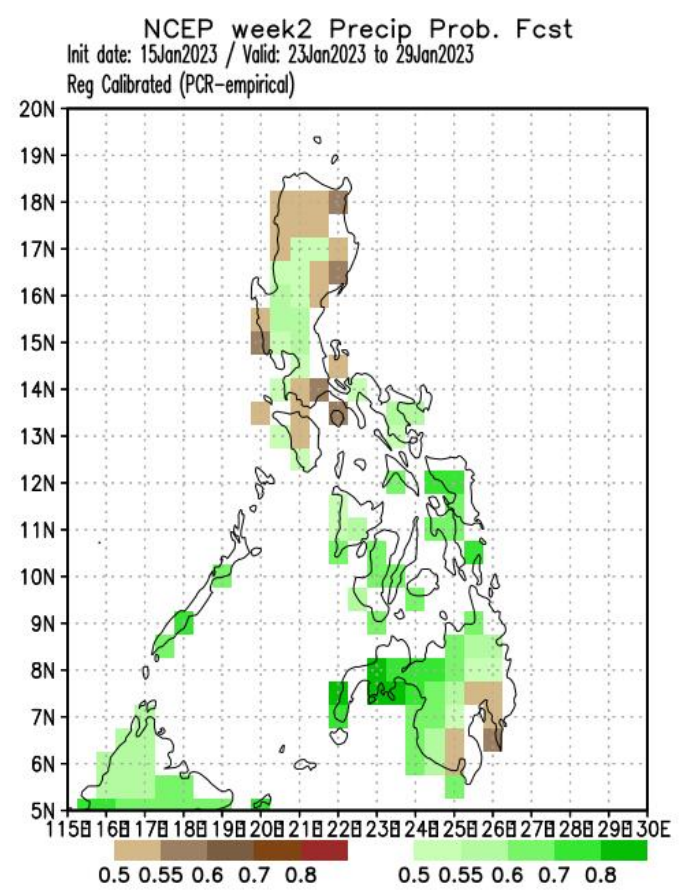 NCEP week2 Precip Prob. Fcst
Init date: 15Jan2023 / Valid: 23Jan2023 to 29Jan2023
Reg Calibrated (PCR-empirical)
20N
19N
18N
17N
16N
15N
14N
13N
12N
11N
10N
9N
8N
7N
6N
5N
115E 116E 117E 118E 119E 120E 121E 122E 123E 124E 125E 126E 127E 128E 129E 130E
0.5 0.55 0.6 0.7 0.8 0.5 0.55 0.6 0.7 0.8